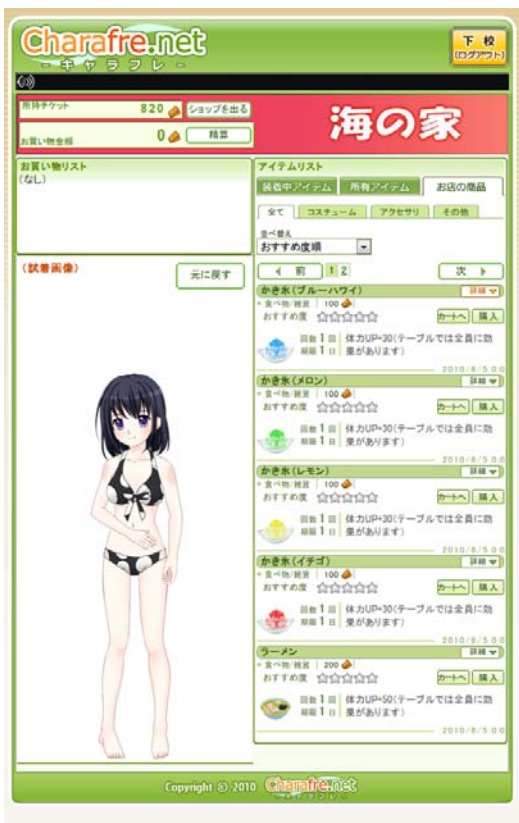 Charafre.net
- キャラフレ -
下 校
(ログアウト)
所持チケット 820 ショップを出る
お買い物金額 0 精算
海の家
お買い物リスト
(なし)
アイテムリスト
装着中アイテム 所有アイテム お店の商品
全て コスチューム アクセサリ その他
並べ替え
おすすめ度順
前 1 2 次
(試着画像)
元に戻す
かき氷(ブルーハワイ) 詳細
食べ物/雑貨 100
おすすめ度 ☆☆☆☆☆ カートへ 購入
回数 1 回 体力UP+30(テーブルでは全員に効
期限 1 日 果があります)
2010/6/5 0:0
かき氷(メロン) 詳細
食べ物/雑貨 100
おすすめ度 ☆☆☆☆☆ カートへ 購入
回数 1 回 体力UP+30(テーブルでは全員に効
期限 1 日 果があります)
2010/6/5 0:0
かき氷(レモン) 詳細
食べ物/雑貨 100
おすすめ度 ☆☆☆☆☆ カートへ 購入
回数 1 回 体力UP+30(テーブルでは全員に効
期限 1 日 果があります)
2010/6/5 0:0
かき氷(イチゴ) 詳細
食べ物/雑貨 100
おすすめ度 ☆☆☆☆☆ カートへ 購入
回数 1 回 体力UP+30(テーブルでは全員に効
期限 1 日 果があります)
2010/6/5 0:0
ラーメン 詳細
食べ物/雑貨 200
おすすめ度 ☆☆☆☆☆ カートへ 購入
回数 1 回 体力UP+50(テーブルでは全員に効
期限 1 日 果があります)
2010/6/5 0:0
Copyright © 2010 Charafre.net